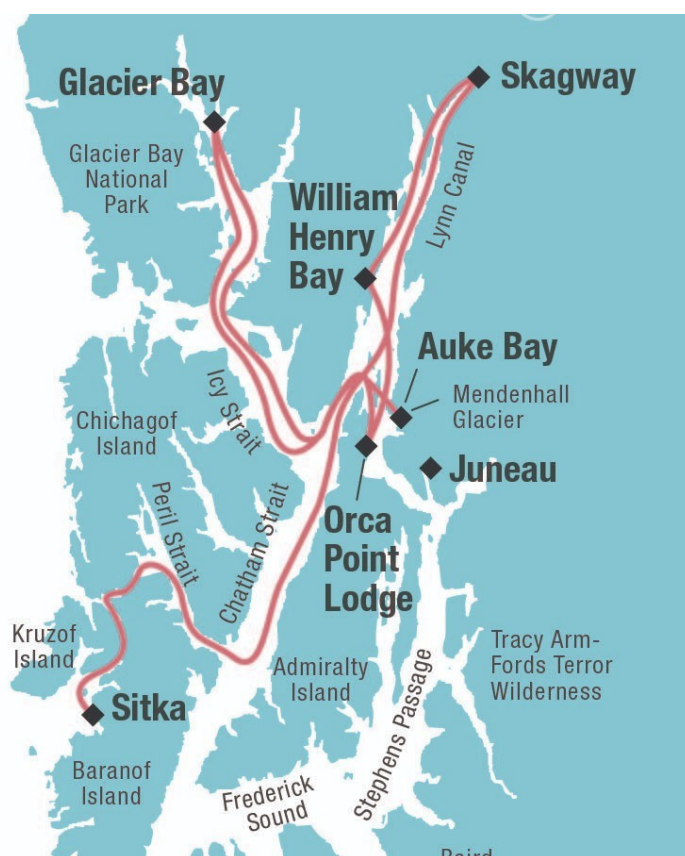 Glacier Bay
Skagway
Glacier Bay
National
Park
William
Henry
Bay
Lynn Canal
Auke Bay
Mendenhall
Glacier
Icy Strait
Chichagof
Island
Juneau
Peril Strait
Chatham Strait
Orca
Point
Lodge
Kruzof
Island
Admiralty
Island
Tracy Arm-
Fords Terror
Wilderness
Sitka
Stephens Passage
Baranof
Island
Frederick
Sound
Baird